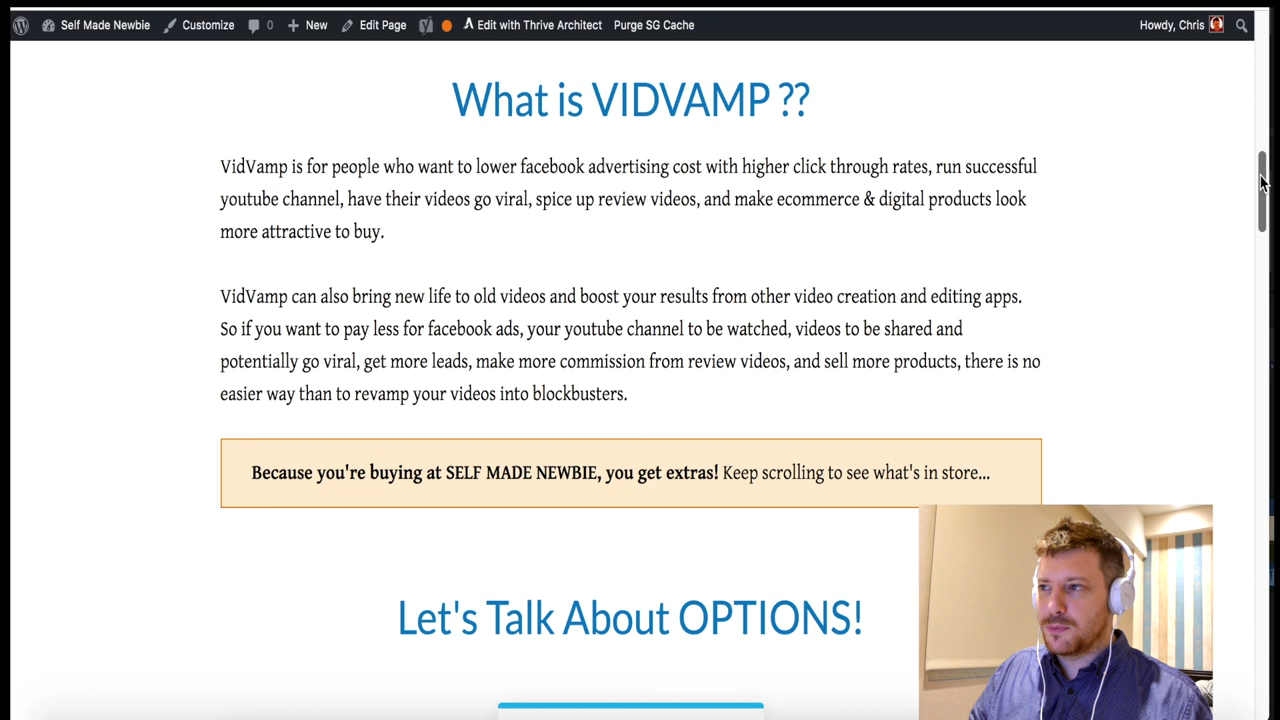 Self Made Newbie Customize 0 New Edit Page Edit with Thrive Architect Purge SG Cache Howdy, Chris
What is VIDVAMP ??
VidVamp is for people who want to lower facebook advertising cost with higher click through rates, run successful
youtube channel, have their videos go viral, spice up review videos, and make ecommerce & digital products look
more attractive to buy.
VidVamp can also bring new life to old videos and boost your results from other video creation and editing apps.
So if you want to pay less for facebook ads, your youtube channel to be watched, videos to be shared and
potentially go viral, get more leads, make more commission from review videos, and sell more products, there is no
easier way than to revamp your videos into blockbusters.
Because you're buying at SELF MADE NEWBIE, you get extras! Keep scrolling to see what's in store...
Let's Talk About OPTIONS!